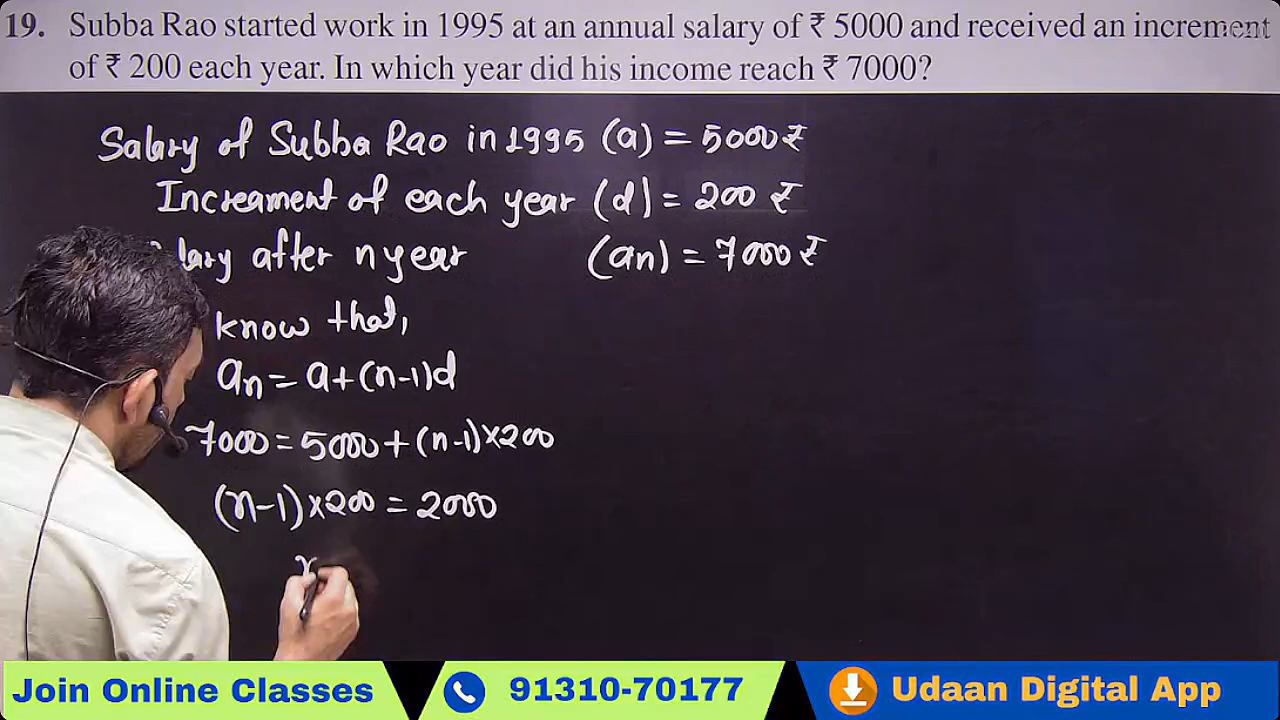 19. Subba Rao started work in 1995 at an annual salary of ₹ 5000 and received an increment
of ₹ 200 each year. In which year did his income reach ₹ 7000?
Salary of Subba Rao in 1995 (a) = 5000 ₹
Increament of each year (d) = 200 ₹
lary after n year (an) = 7000 ₹
know that,
an = a+(n-1)d
7000 = 5000 + (n-1)×200
(n-1)×200 = 2000
Join Online Classes
91310-70177
Udaan Digital App